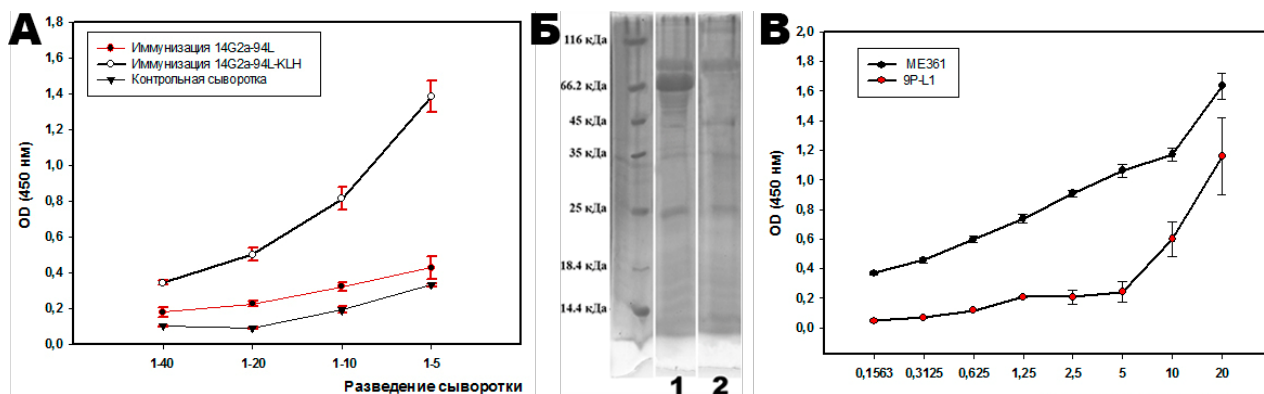 А
1,8
1,6
1,4
1,2
1,0
0,8
0,6
0,4
0,2
0,0
OD (450 нм)
Иммунизация 14G2a-94L
Иммунизация 14G2a-94L-KLH
Контрольная сыворотка
1-40 1-20 1-10 1-5
Разведение сыворотки
Б
116 кДа
66.2 кДа
45 кДа
35 кДа
25 кДа
18.4 кДа
14.4 кДа
1 2
В
2,0
1,8
1,6
1,4
1,2
1,0
0,8
0,6
0,4
0,2
0,0
OD (450 нм)
ME361
9P-L1
0,1563 0,3125 0,625 1,25 2,5 5 10 20